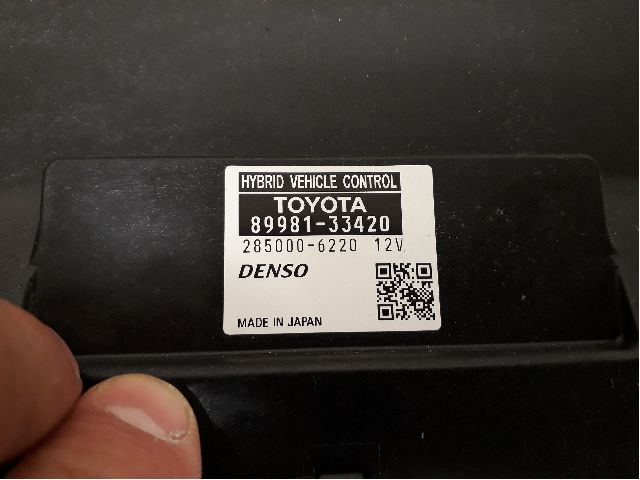 HYBRID VEHICLE CONTROL
TOYOTA
89981-33420
285000-6220 12V
DENSO
MADE IN JAPAN